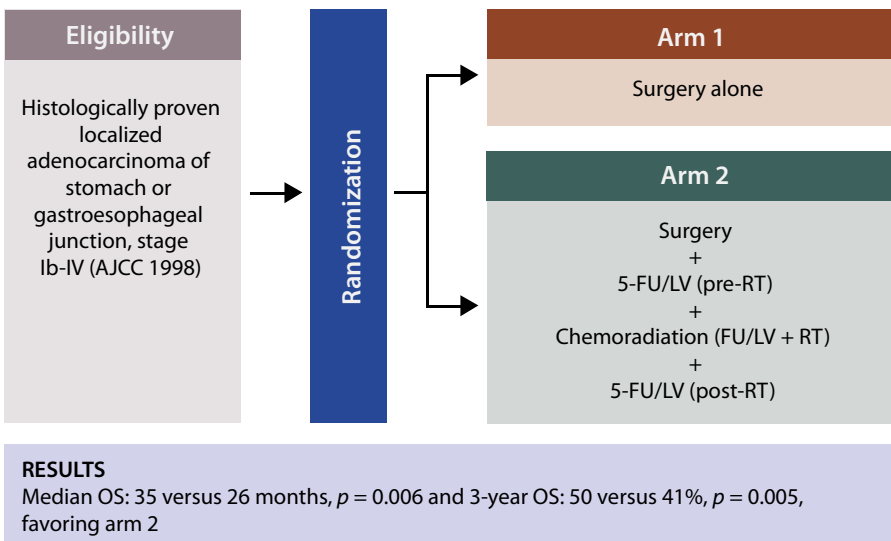 Eligibility
Histologically proven
localized
adenocarcinoma of
stomach or
gastroesophageal
junction, stage
Ib-IV (AJCC 1998)
Randomization
Arm 1
Surgery alone
Arm 2
Surgery
+
5-FU/LV (pre-RT)
+
Chemoradiation (FU/LV + RT)
+
5-FU/LV (post-RT)
RESULTS
Median OS: 35 versus 26 months, p = 0.006 and 3-year OS: 50 versus 41%, p = 0.005,
favoring arm 2